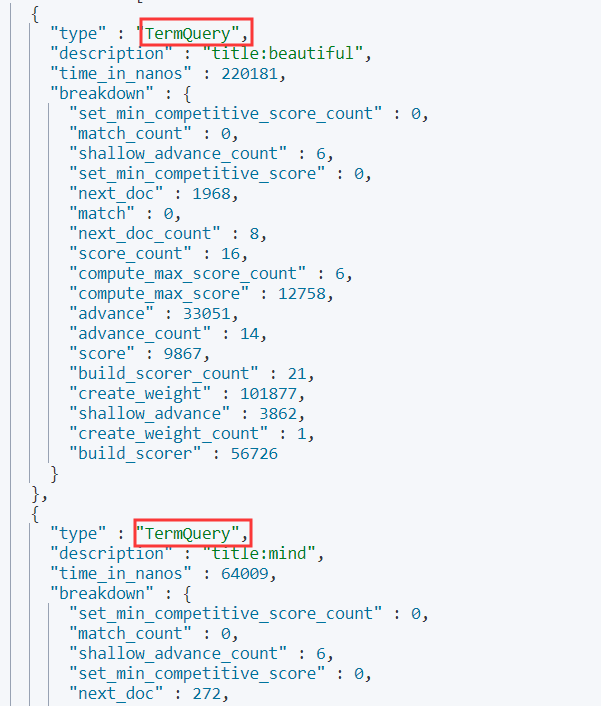 {
"type" : "TermQuery",
"description" : "title:beautiful",
"time_in_nanos" : 220181,
"breakdown" : {
"set_min_competitive_score_count" : 0,
"match_count" : 0,
"shallow_advance_count" : 6,
"set_min_competitive_score" : 0,
"next_doc" : 1968,
"match" : 0,
"next_doc_count" : 8,
"score_count" : 16,
"compute_max_score_count" : 6,
"compute_max_score" : 12758,
"advance" : 33051,
"advance_count" : 14,
"score" : 9867,
"build_scorer_count" : 21,
"create_weight" : 101877,
"shallow_advance" : 3862,
"create_weight_count" : 1,
"build_scorer" : 56726
}
},
{
"type" : "TermQuery",
"description" : "title:mind",
"time_in_nanos" : 64009,
"breakdown" : {
"set_min_competitive_score_count" : 0,
"match_count" : 0,
"shallow_advance_count" : 6,
"set_min_competitive_score" : 0,
"next_doc" : 272,